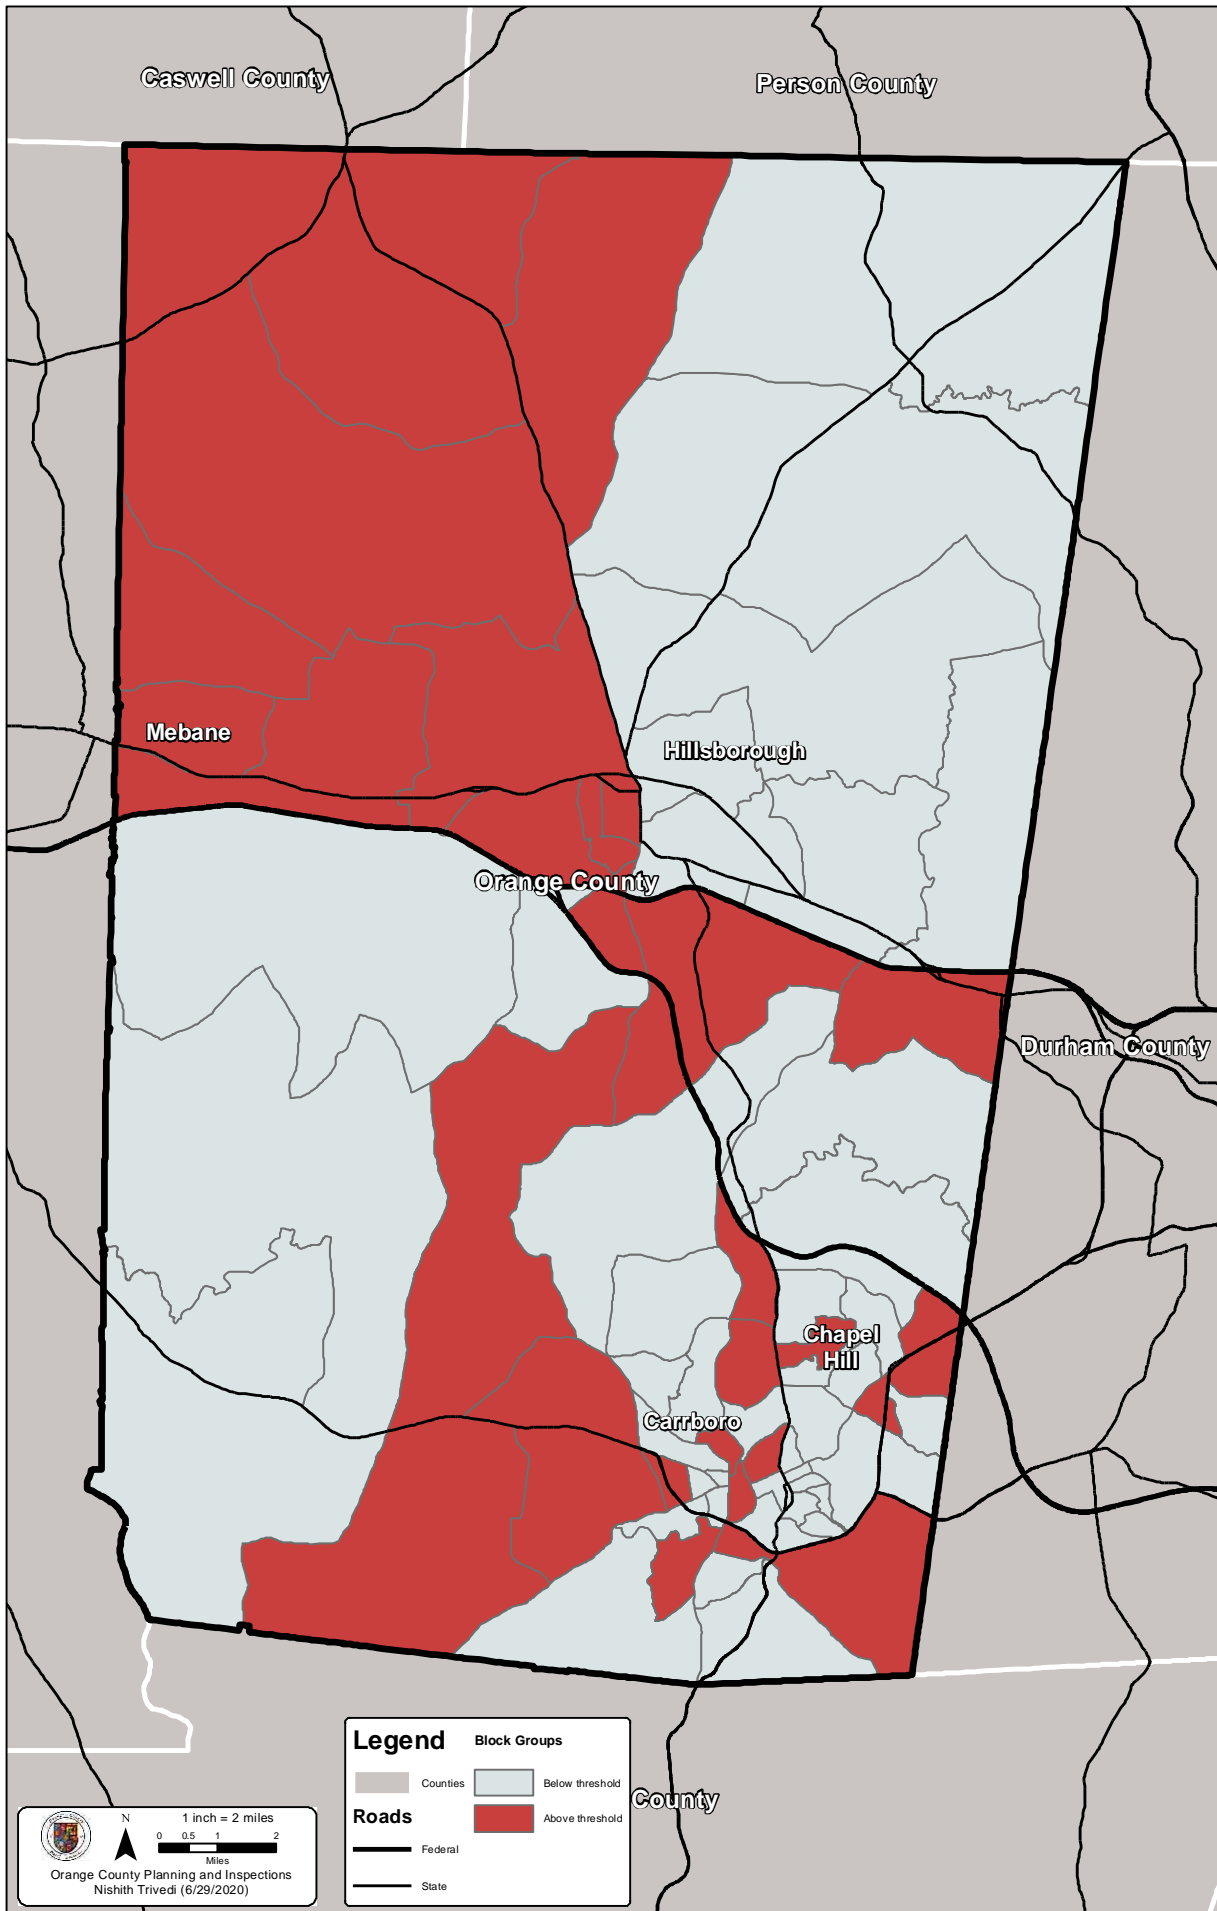 Caswell County
Person County
Mebane
Hillsborough
Orange County
Durham County
Chapel
Hill
Carrboro
County
Legend
Block Groups
Counties
Below threshold
Roads
Above threshold
Federal
State
N
1 inch = 2 miles
0 0.5 1 2
Miles
Orange County Planning and Inspections
Nishith Trivedi (6/29/2020)